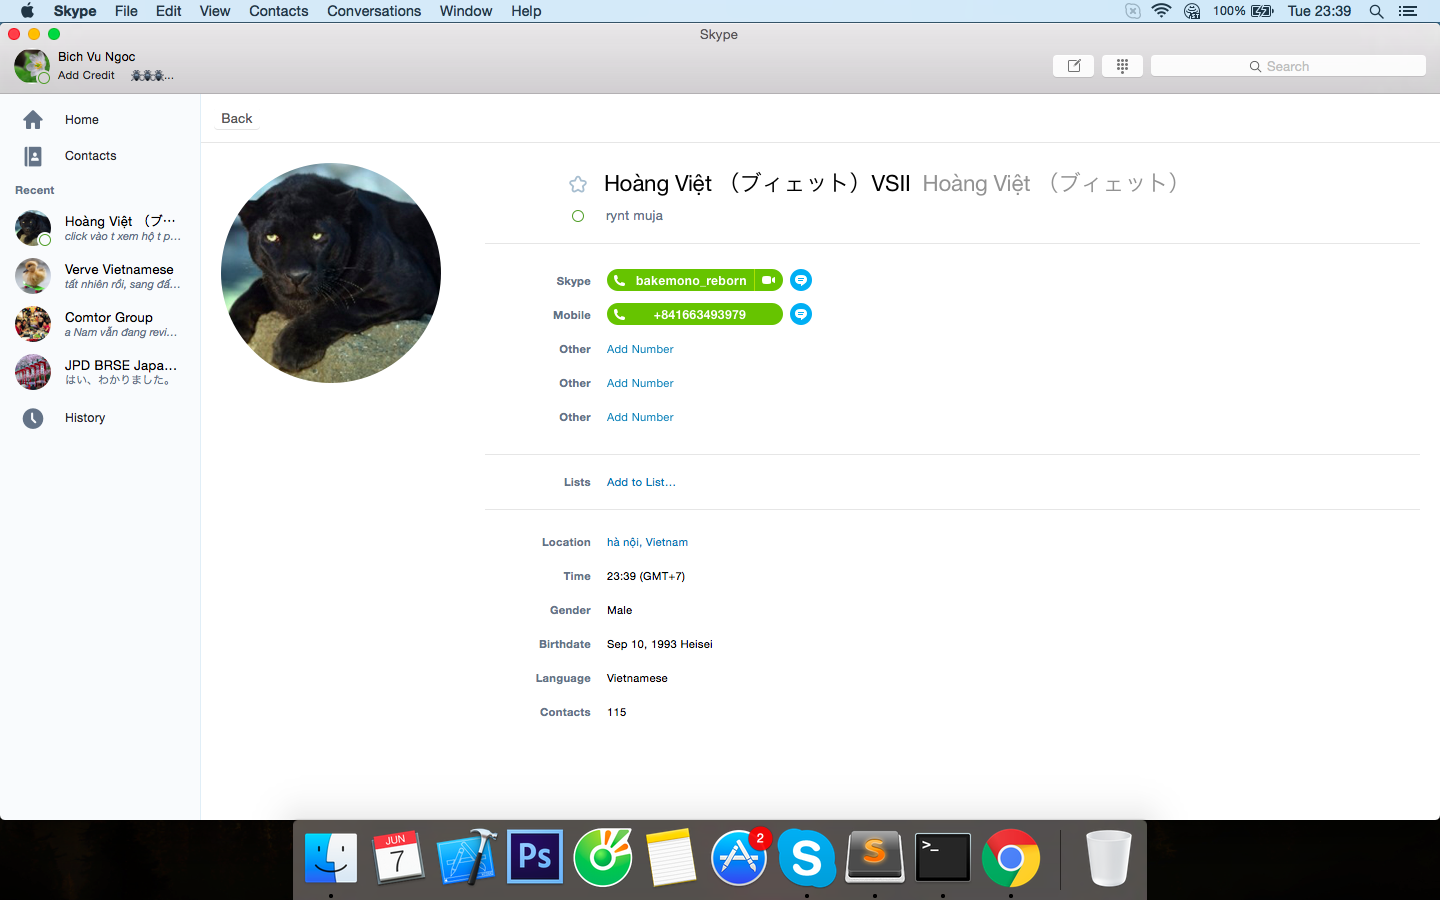 Skype File Edit View Contacts Conversations Window Help 100% Tue 23:39
Skype
Bich Vu Ngoc
Add Credit
Search
Home
Contacts
Recent
Hoàng Việt （ブ…
click vào t xem hộ t p…
Verve Vietnamese
tất nhiên rồi, sang đấ…
Comtor Group
a Nam vẫn đang revi…
JPD BRSE Japa…
はい、わかりました。
History
Back
Hoàng Việt （ブィェット）VSII Hoàng Việt （ブィェット）
rynt muja
Skype bakemono_reborn
Mobile +841663493979
Other Add Number
Other Add Number
Other Add Number
Lists Add to List…
Location hà nội, Vietnam
Time 23:39 (GMT+7)
Gender Male
Birthdate Sep 10, 1993 Heisei
Language Vietnamese
Contacts 115
JUN
7
Ps
2
S
S
>_